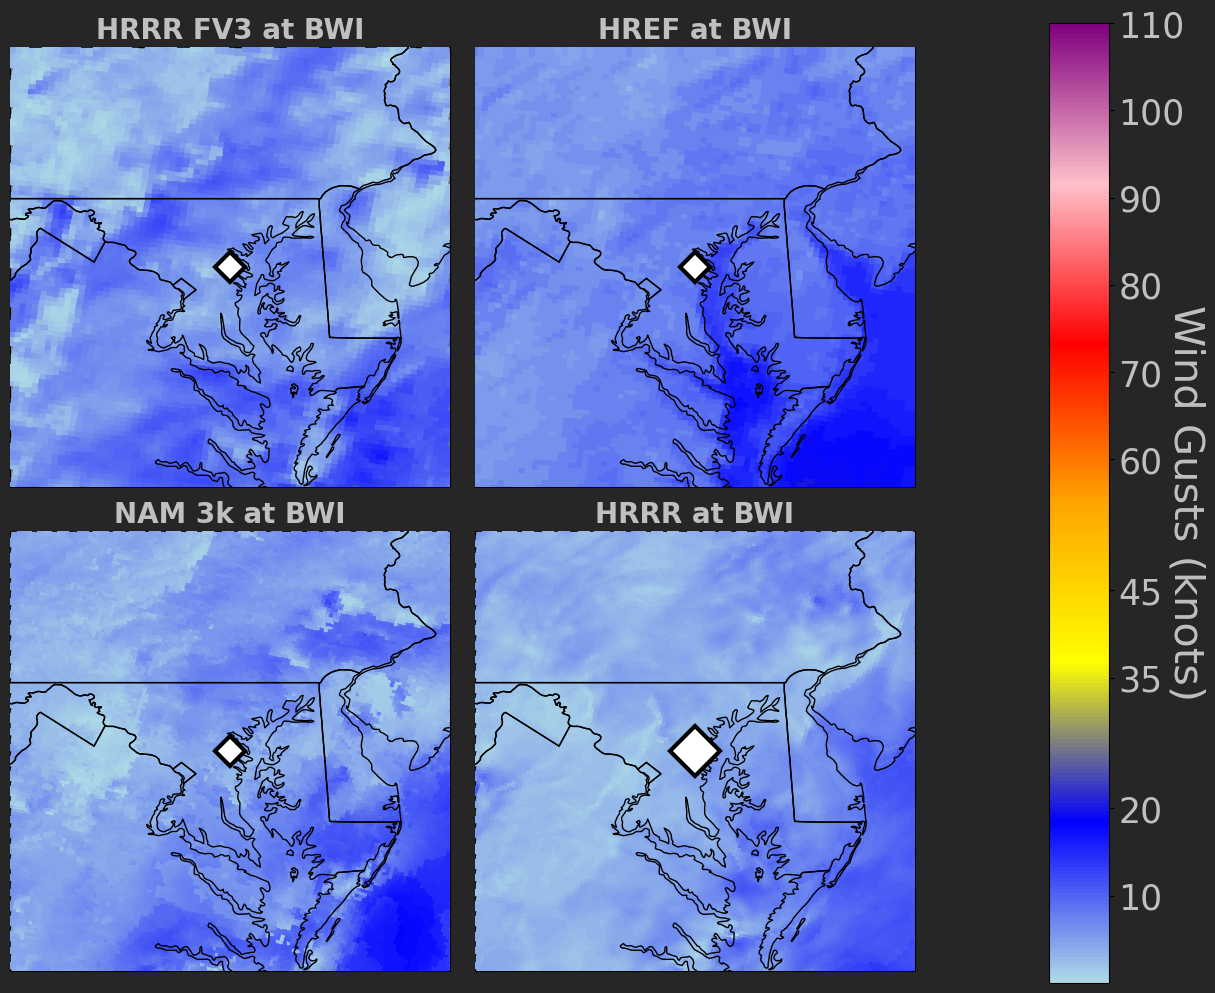 HRRR FV3 at BWI
HREF at BWI
NAM 3k at BWI
HRRR at BWI
110
100
90
80
70
60
45
35
20
10
Wind Gusts (knots)